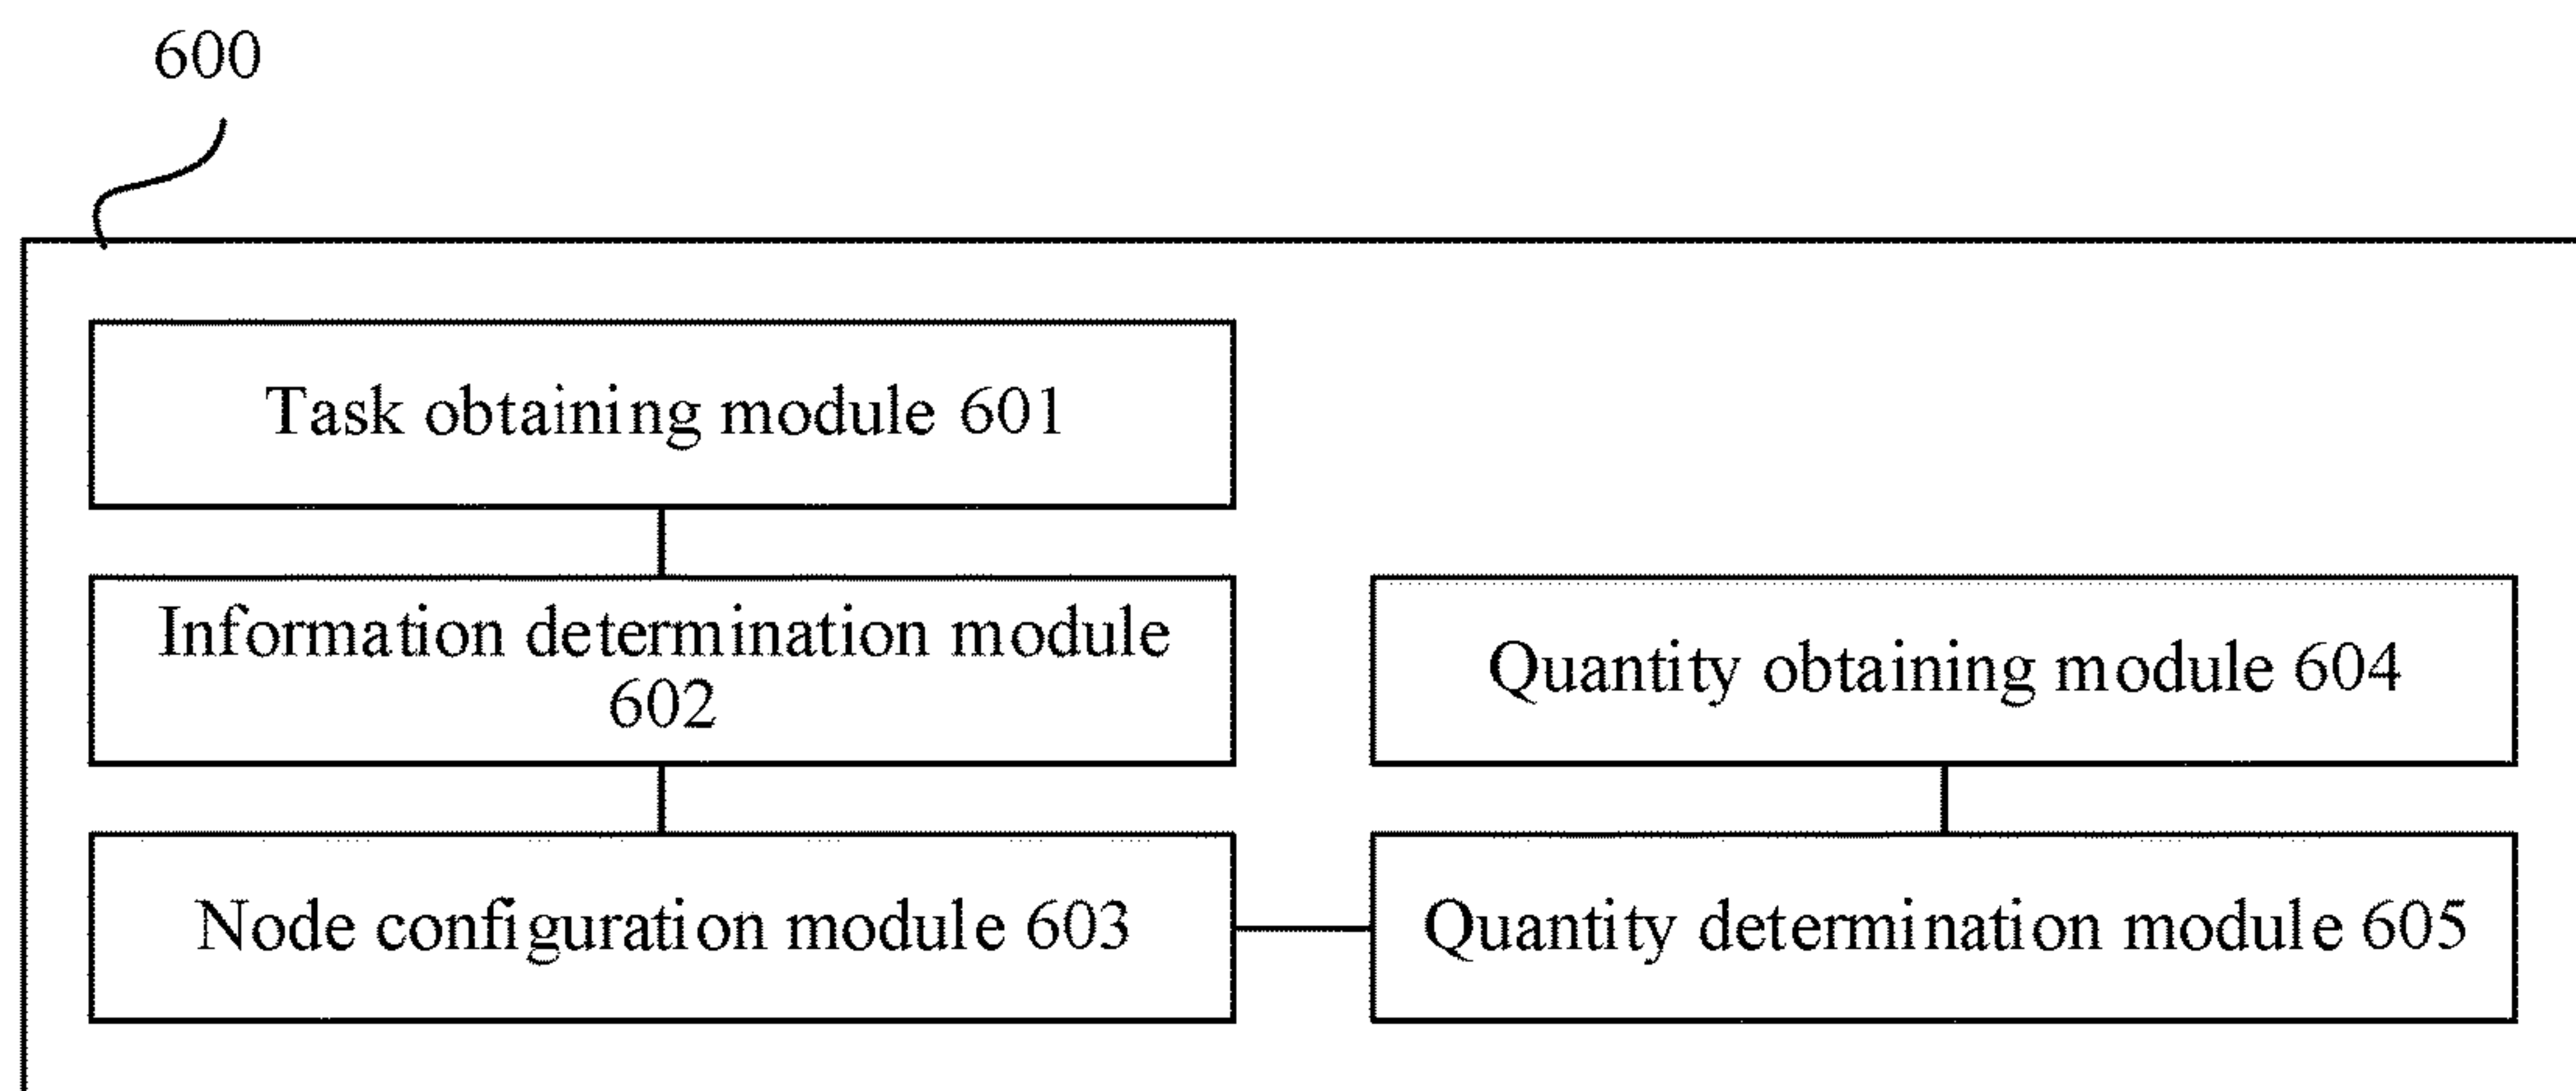 600
Task obtaining module 601
Information determination module
602
Quantity obtaining module 604
Node configuration module 603
Quantity determination module 605